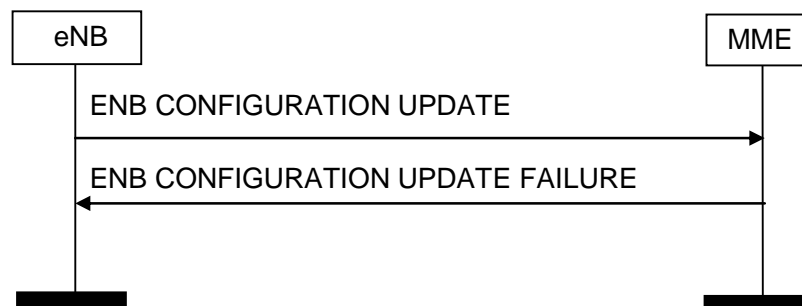 eNB
MME
ENB CONFIGURATION UPDATE
ENB CONFIGURATION UPDATE FAILURE